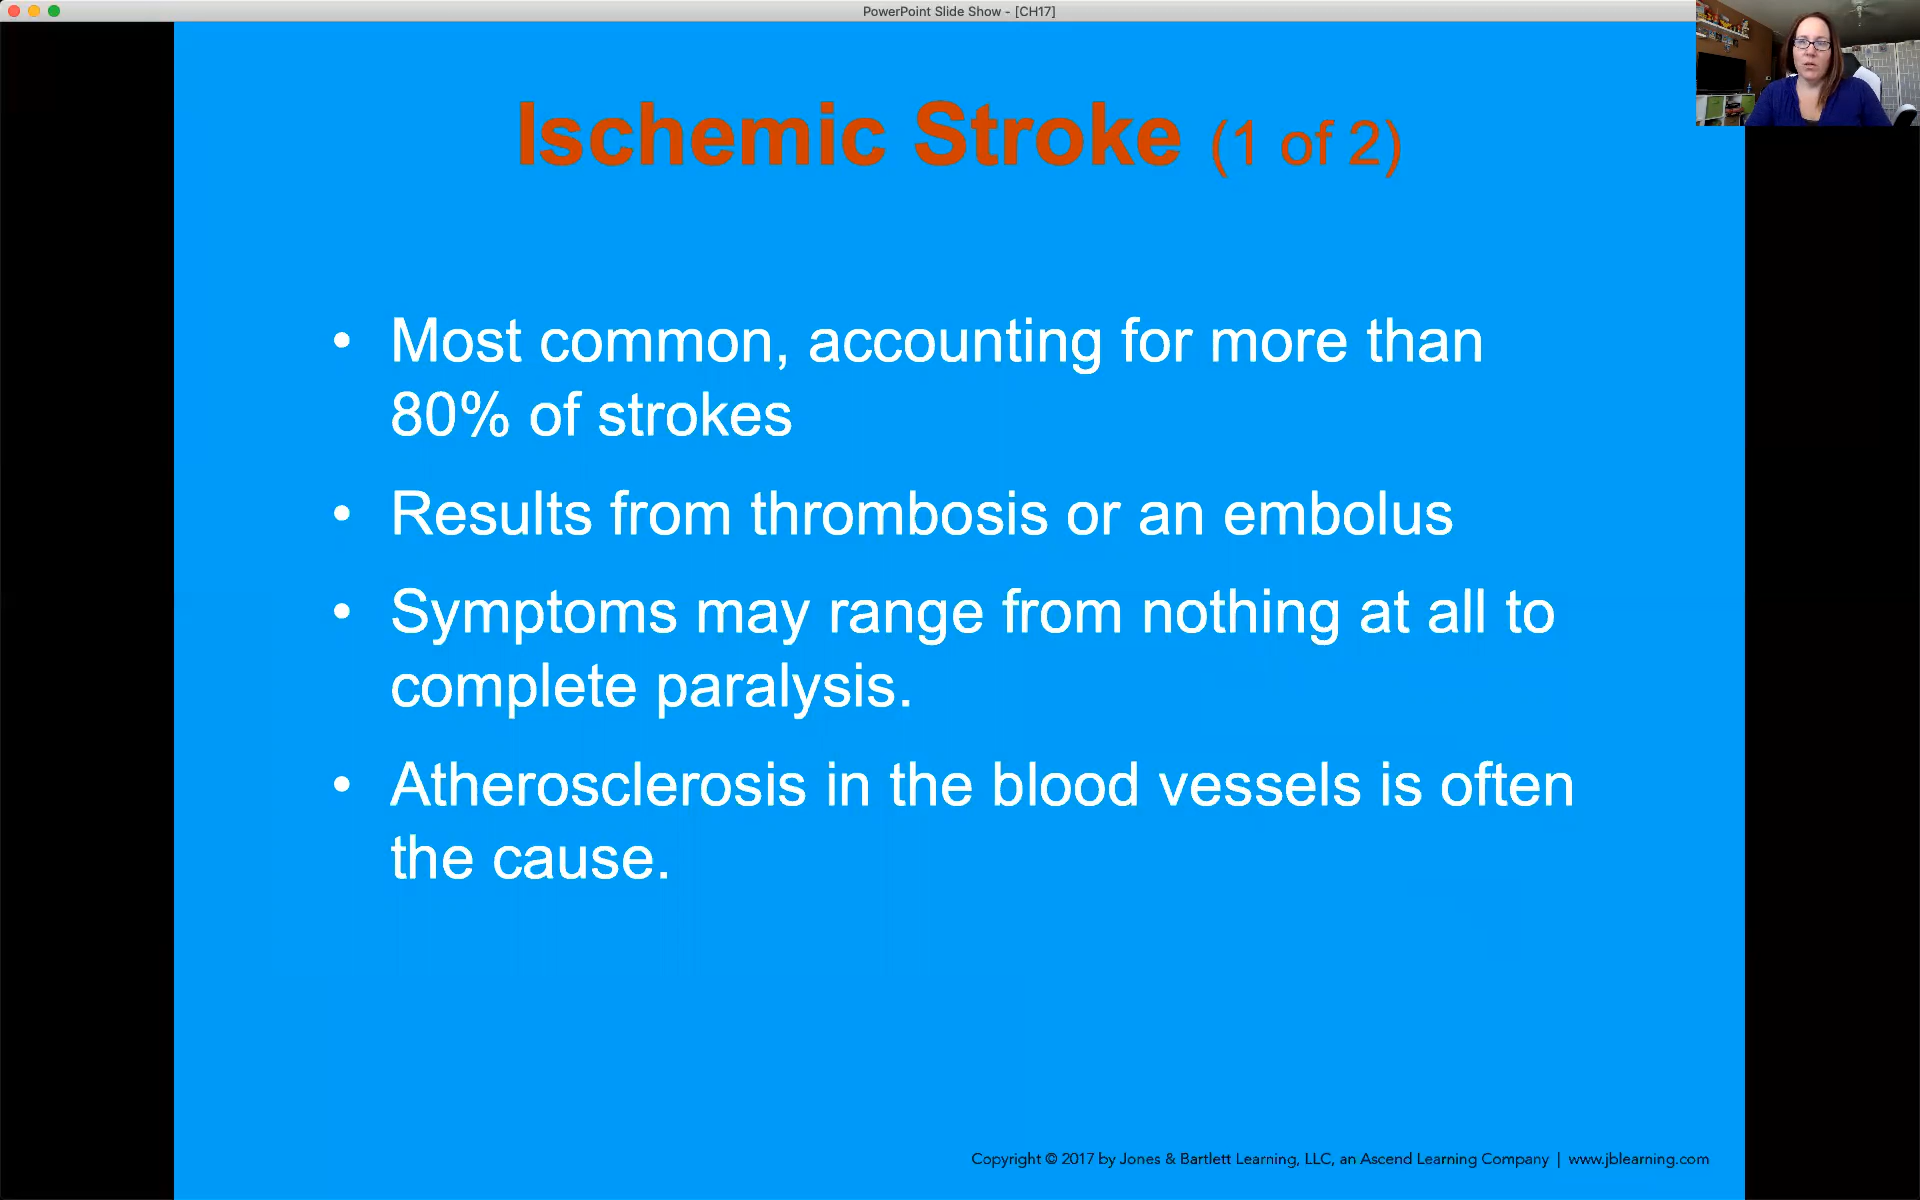 PowerPoint Slide Show - [CH17]
Ischemic Stroke (1 of 2)
• Most common, accounting for more than
80% of strokes
• Results from thrombosis or an embolus
• Symptoms may range from nothing at all to
complete paralysis.
• Atherosclerosis in the blood vessels is often
the cause.
Copyright © 2017 by Jones & Bartlett Learning, LLC, an Ascend Learning Company | www.jblearning.com